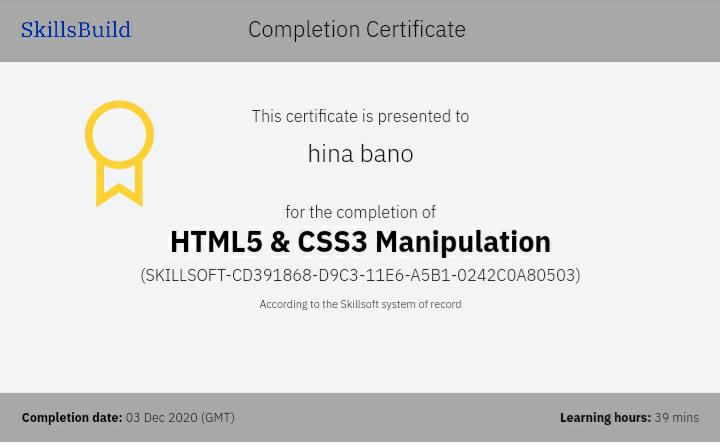 SkillsBuild
Completion Certificate
This certificate is presented to
hina bano
for the completion of
HTML5 & CSS3 Manipulation
(SKILLSOFT-CD391868-D9C3-11E6-A5B1-0242C0A80503)
According to the Skillsoft system of record
Completion date: 03 Dec 2020 (GMT)
Learning hours: 39 mins